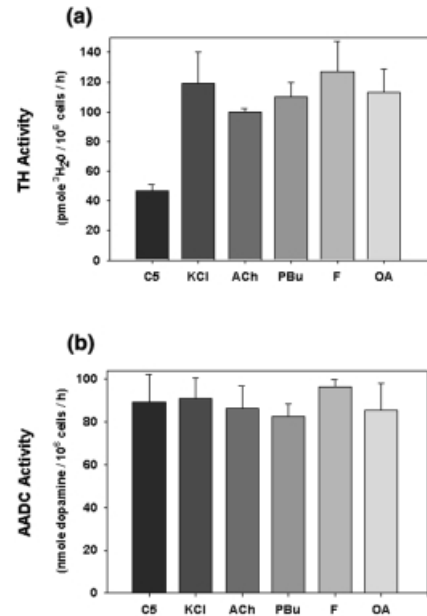 (a)
TH Activity
(pmole ³H₂O / 10⁶ cells / h)
140
120
100
80
60
40
20
0
C5 KCl ACh PBu F OA
(b)
AADC Activity
(nmole dopamine / 10⁶ cells / h)
100
80
60
40
20
0
C5 KCl ACh PBu F OA